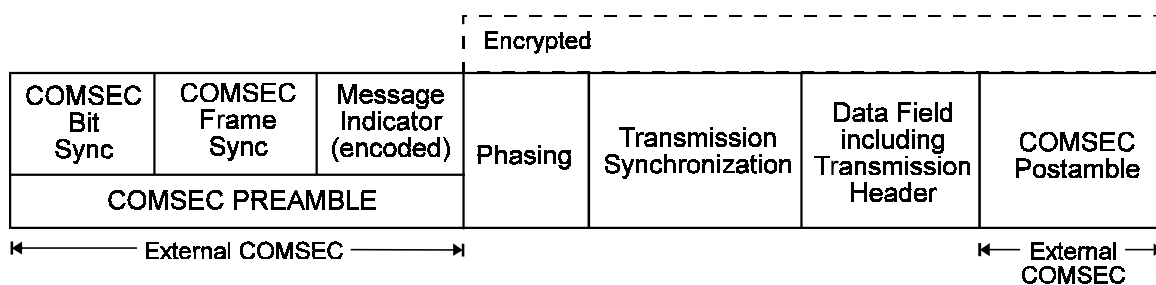 Encrypted
COMSEC
Bit
Sync
COMSEC
Frame
Sync
Message
Indicator
(encoded)
Phasing
Transmission
Synchronization
Data Field
including
Transmission
Header
COMSEC
Postamble
COMSEC PREAMBLE
External COMSEC
External
COMSEC